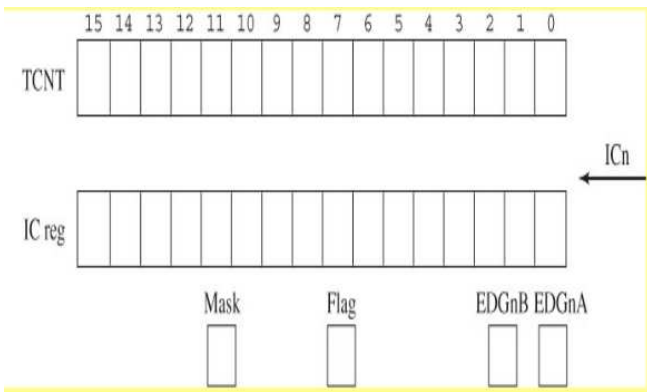 15 14 13 12 11 10 9 8 7 6 5 4 3 2 1 0
TCNT
ICn
IC reg
Mask Flag EDGnB EDGnA